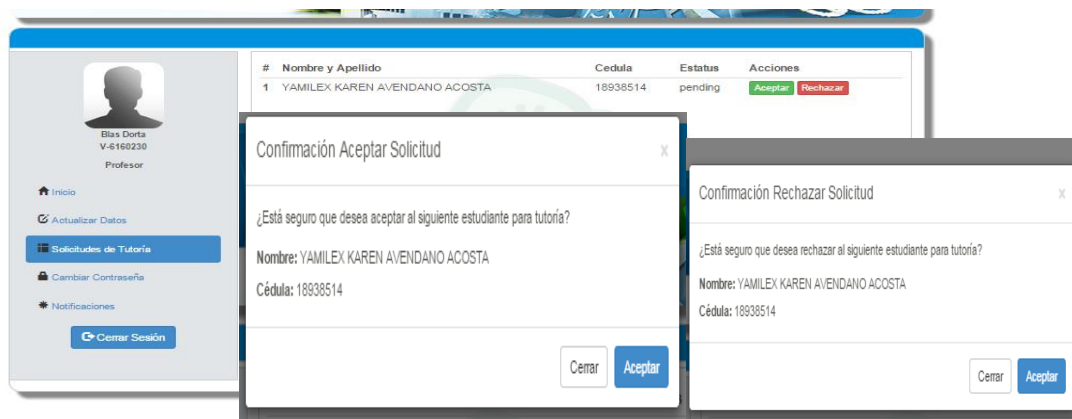 # Nombre y Apellido Cedula Estatus Acciones
1 YAMILEX KAREN AVENDANO ACOSTA 18938514 pending Aceptar Rechazar
Blas Dorta
V-6160230
Profesor
Inicio
Actualizar Datos
Solicitudes de Tutoría
Cambiar Contraseña
Notificaciones
Cerrar Sesión
Confirmación Aceptar Solicitud x
¿Está seguro que desea aceptar al siguiente estudiante para tutoría?
Nombre: YAMILEX KAREN AVENDANO ACOSTA
Cédula: 18938514
Cerrar Aceptar
Confirmación Rechazar Solicitud x
¿Está seguro que desea rechazar al siguiente estudiante para tutoría?
Nombre: YAMILEX KAREN AVENDANO ACOSTA
Cédula: 18938514
Cerrar Aceptar